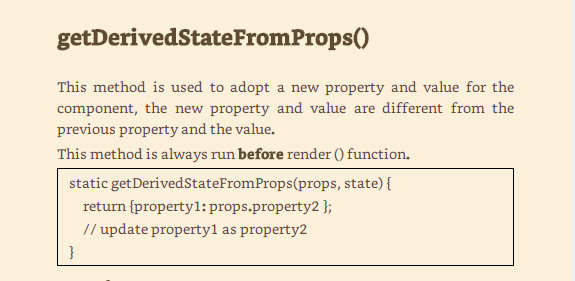 getDerivedStateFromProps()
This method is used to adopt a new property and value for the
component, the new property and value are different from the
previous property and the value.
This method is always run before render () function.
static getDerivedStateFromProps(props, state) {
return {property1: props.property2 };
// update property1 as property2
}